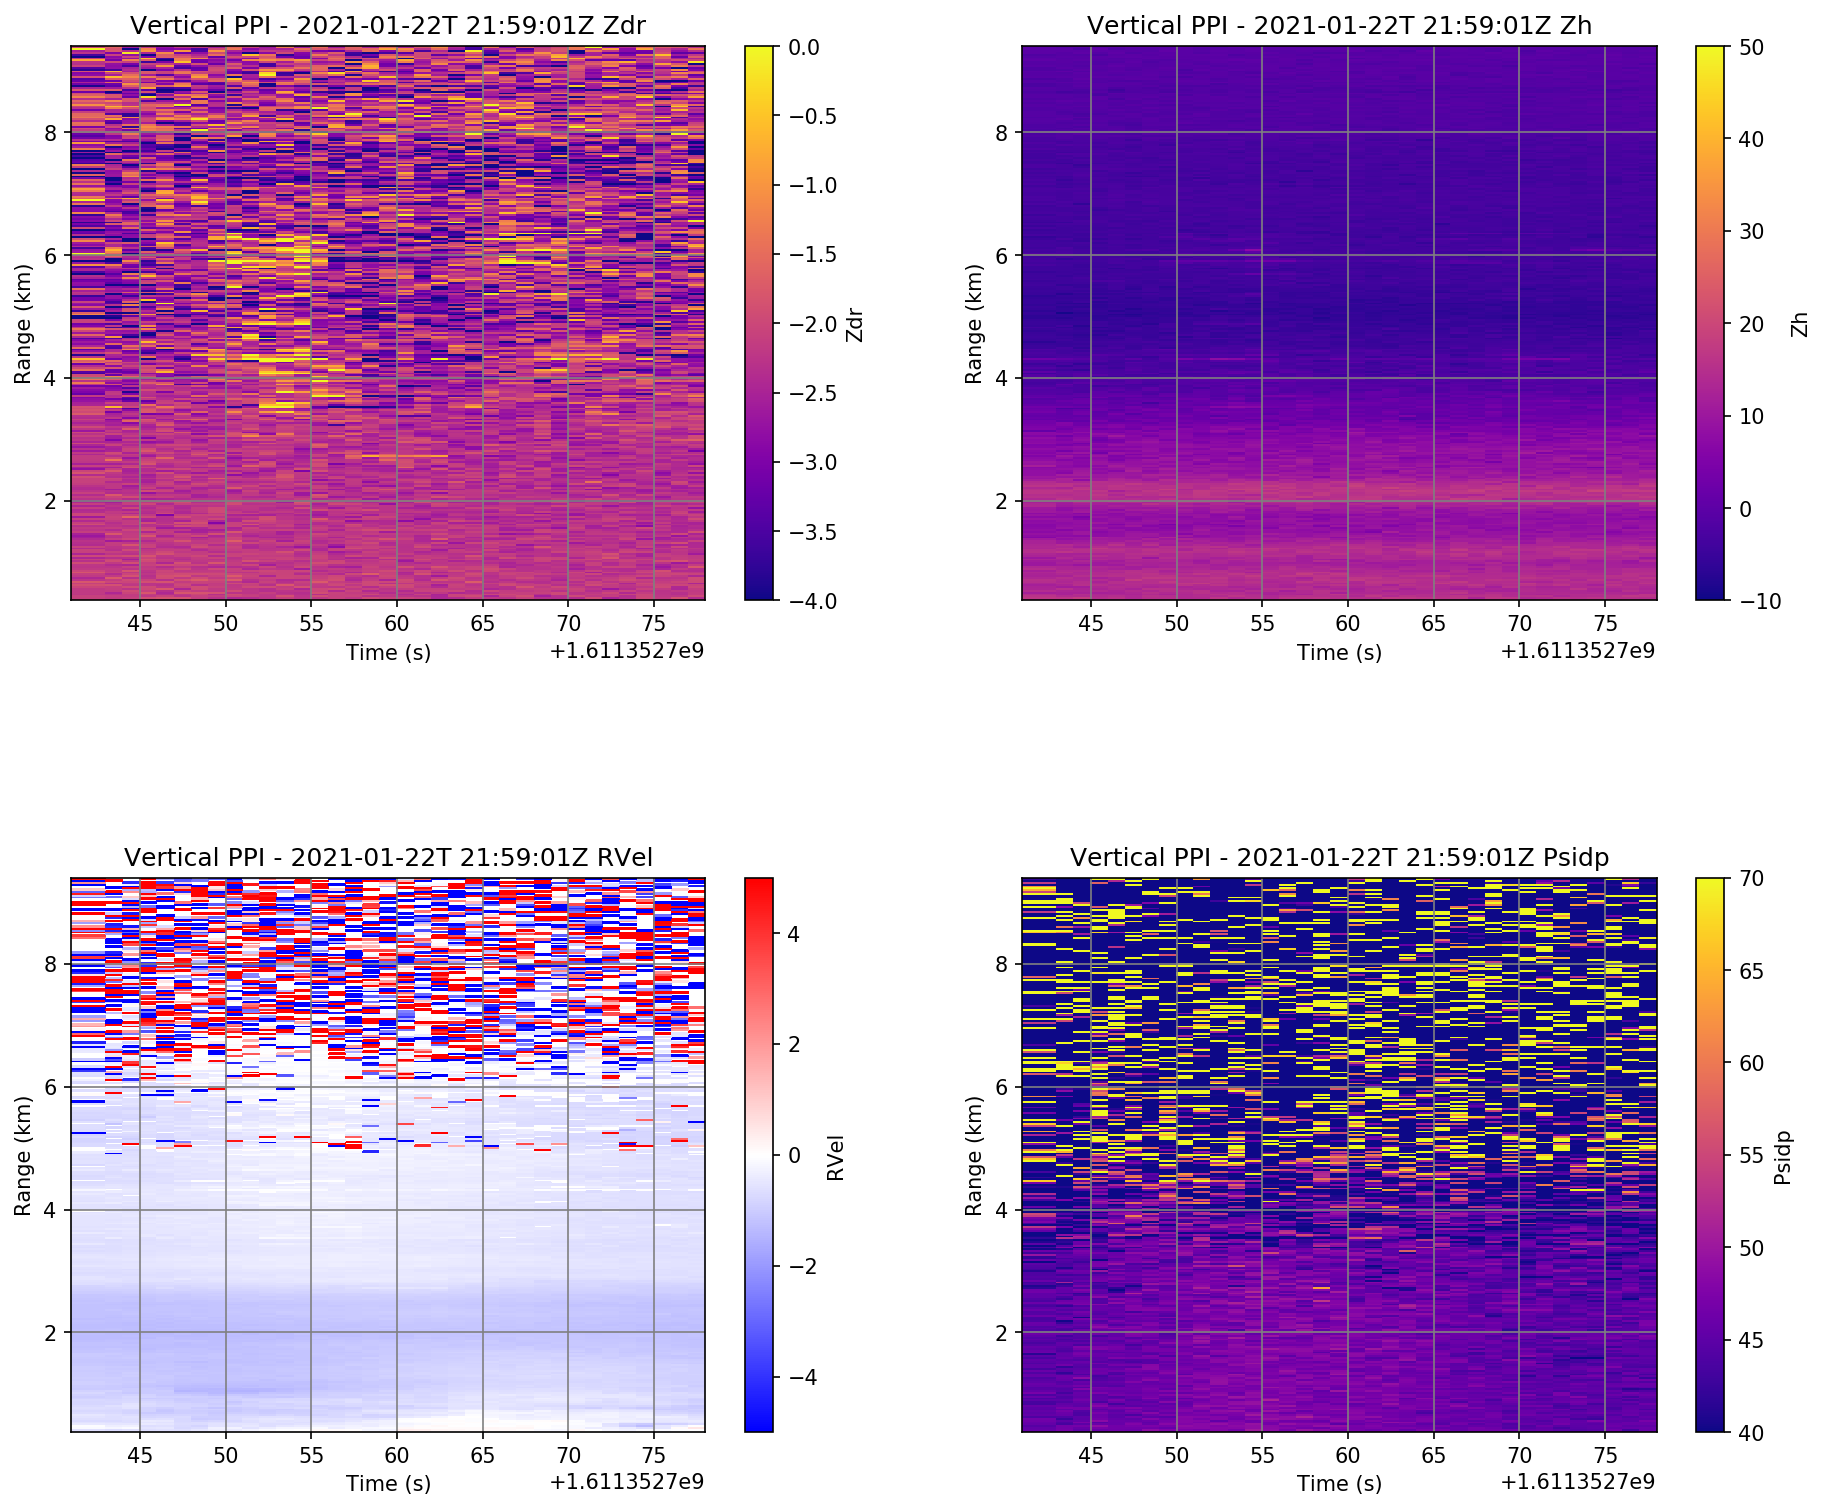 Vertical PPI - 2021-01-22T 21:59:01Z Zdr
Range (km)
8
6
4
2
45 50 55 60 65 70 75
Time (s)
+1.6113527e9
0.0
−0.5
−1.0
−1.5
−2.0
−2.5
−3.0
−3.5
−4.0
Zdr
Vertical PPI - 2021-01-22T 21:59:01Z Zh
Range (km)
8
6
4
2
45 50 55 60 65 70 75
Time (s)
+1.6113527e9
50
40
30
20
10
0
−10
Zh
Vertical PPI - 2021-01-22T 21:59:01Z RVel
Range (km)
8
6
4
2
45 50 55 60 65 70 75
Time (s)
+1.6113527e9
4
2
0
−2
−4
RVel
Vertical PPI - 2021-01-22T 21:59:01Z Psidp
Range (km)
8
6
4
2
45 50 55 60 65 70 75
Time (s)
+1.6113527e9
70
65
60
55
50
45
40
Psidp